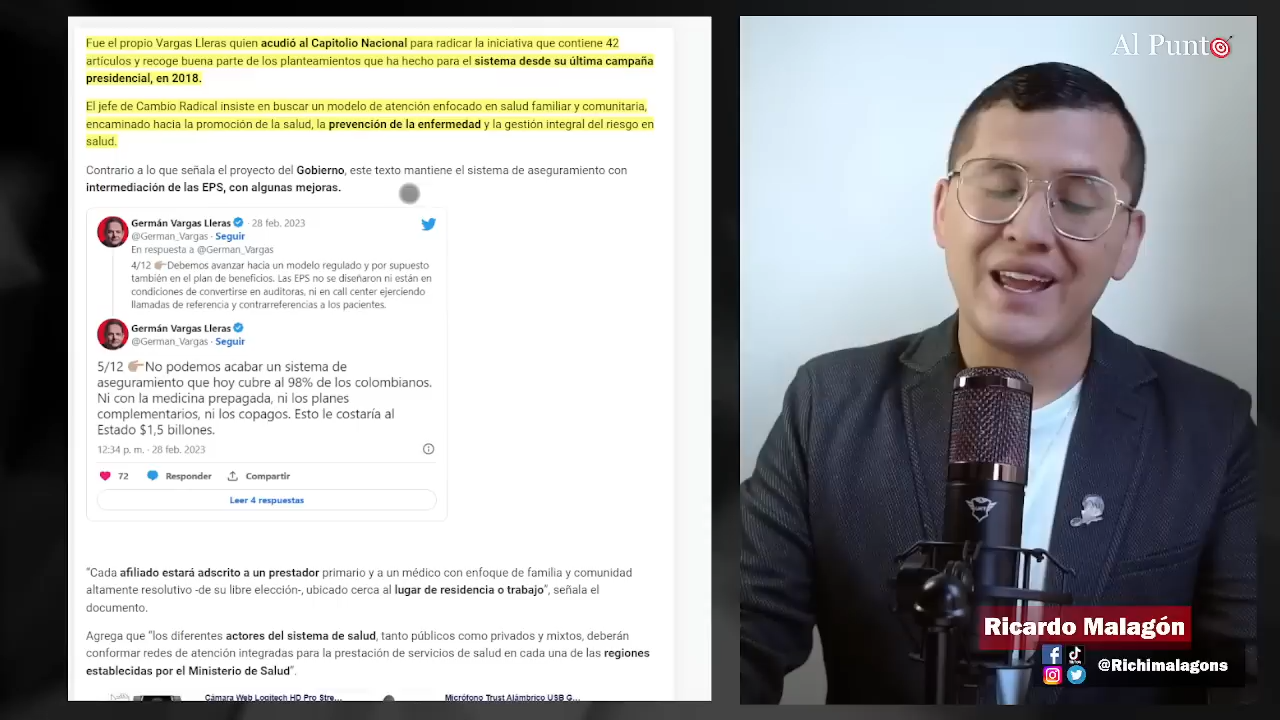 Fue el propio Vargas Lleras quien acudió al Capitolio Nacional para radicar la iniciativa que contiene 42
artículos y recoge buena parte de los planteamientos que ha hecho para el sistema desde su última campaña
presidencial, en 2018.
El jefe de Cambio Radical insiste en buscar un modelo de atención enfocado en salud familiar y comunitaria,
encaminado hacia la promoción de la salud, la prevención de la enfermedad y la gestión integral del riesgo en
salud.
Contrario a lo que señala el proyecto del Gobierno, este texto mantiene el sistema de aseguramiento con
intermediación de las EPS, con algunas mejoras.
Germán Vargas Lleras · 28 feb. 2023
@German_Vargas · Seguir
En respuesta a @German_Vargas
4/12 👉🏼Debemos avanzar hacia un modelo regulado y por supuesto
también en el plan de beneficios. Las EPS no se diseñaron ni están en
condiciones de convertirse en auditoras, ni en call center ejerciendo
llamadas de referencia y contrarreferencias a los pacientes.
Germán Vargas Lleras
@German_Vargas · Seguir
5/12 👉🏼No podemos acabar un sistema de
aseguramiento que hoy cubre al 98% de los colombianos.
Ni con la medicina prepagada, ni los planes
complementarios, ni los copagos. Esto le costaría al
Estado $1,5 billones.
12:34 p. m. · 28 feb. 2023
72 Responder Compartir
Leer 4 respuestas
"Cada afiliado estará adscrito a un prestador primario y a un médico con enfoque de familia y comunidad
altamente resolutivo -de su libre elección-, ubicado cerca al lugar de residencia o trabajo", señala el
documento.
Agrega que "los diferentes actores del sistema de salud, tanto públicos como privados y mixtos, deberán
conformar redes de atención integradas para la prestación de servicios de salud en cada una de las regiones
establecidas por el Ministerio de Salud".
Cámara Web Logitech HD Pro Stre...
Micrófono Trust Alámbrico USB G...
Al Punto
Ricardo Malagón
@Richimalagons